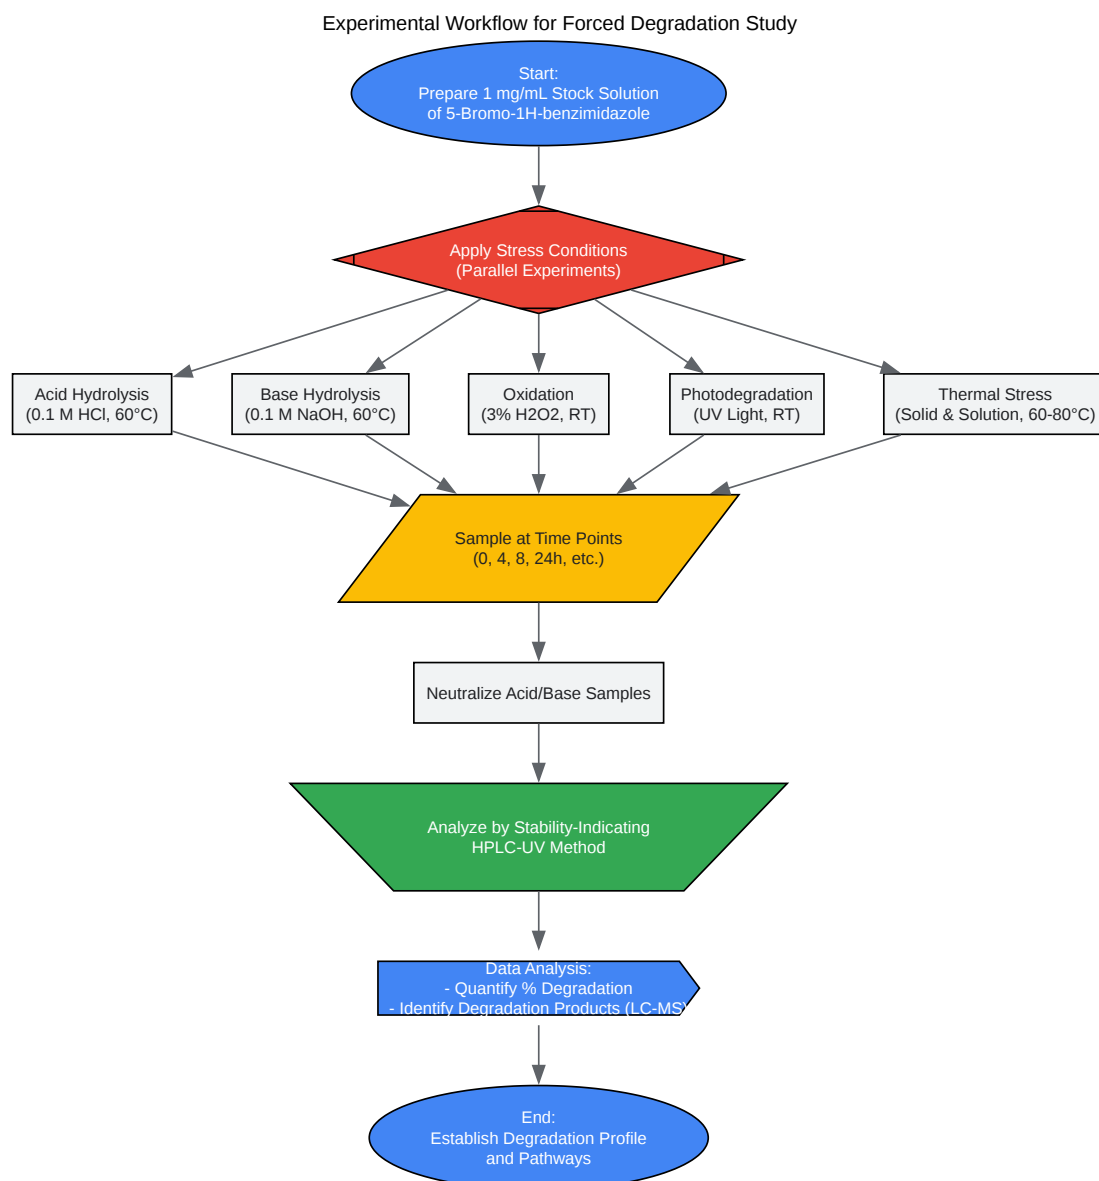 Experimental Workflow for Forced Degradation Study
Start:
Prepare 1 mg/mL Stock Solution
of 5-Bromo-1H-benzimidazole
Apply Stress Conditions
(Parallel Experiments)
Acid Hydrolysis
(0.1 M HCl, 60°C)
Base Hydrolysis
(0.1 M NaOH, 60°C)
Oxidation
(3% H2O2, RT)
Photodegradation
(UV Light, RT)
Thermal Stress
(Solid & Solution, 60-80°C)
Sample at Time Points
(0, 4, 8, 24h, etc.)
Neutralize Acid/Base Samples
Analyze by Stability-Indicating
HPLC-UV Method
Data Analysis:
- Quantify % Degradation
- Identify Degradation Products (LC-MS)
End:
Establish Degradation Profile
and Pathways